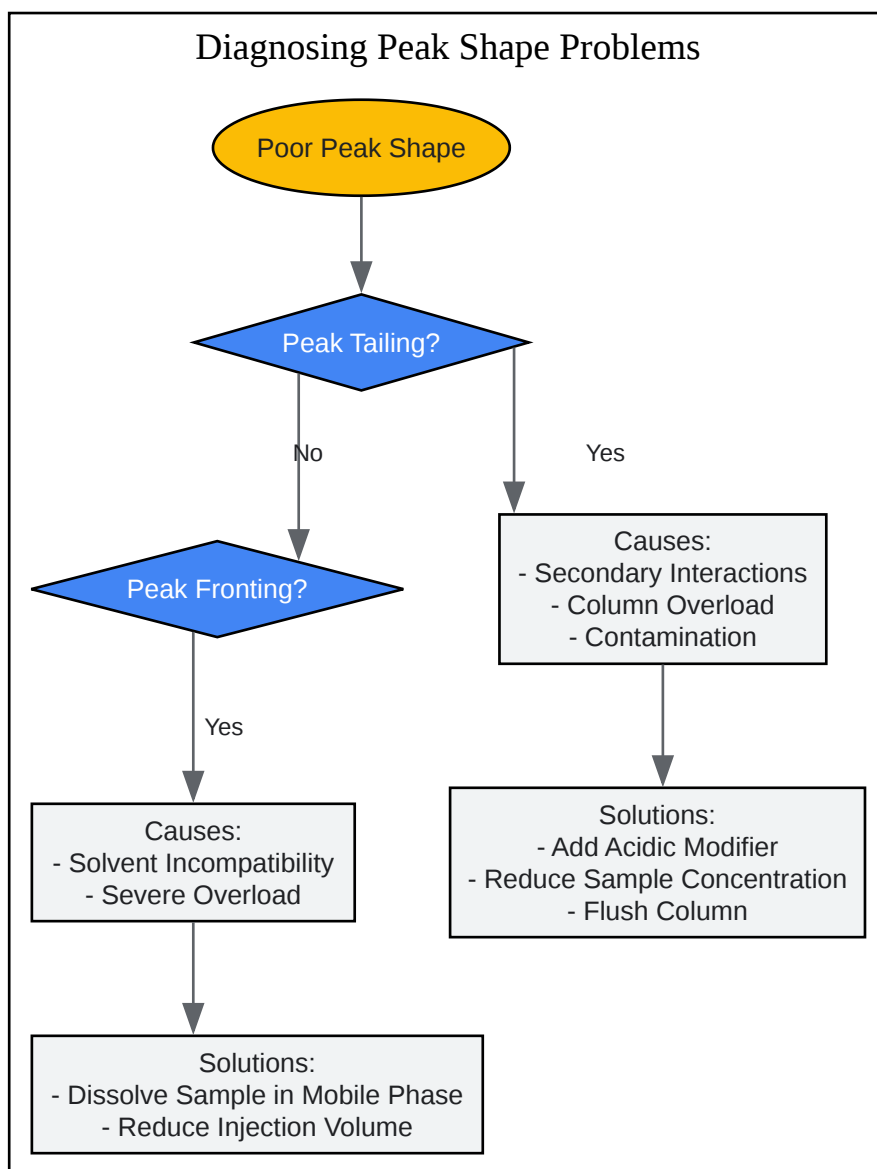 Diagnosing Peak Shape Problems
Poor Peak Shape
Peak Tailing?
No
Yes
Peak Fronting?
Causes:
- Secondary Interactions
- Column Overload
- Contamination
Yes
Causes:
- Solvent Incompatibility
- Severe Overload
Solutions:
- Add Acidic Modifier
- Reduce Sample Concentration
- Flush Column
Solutions:
- Dissolve Sample in Mobile Phase
- Reduce Injection Volume